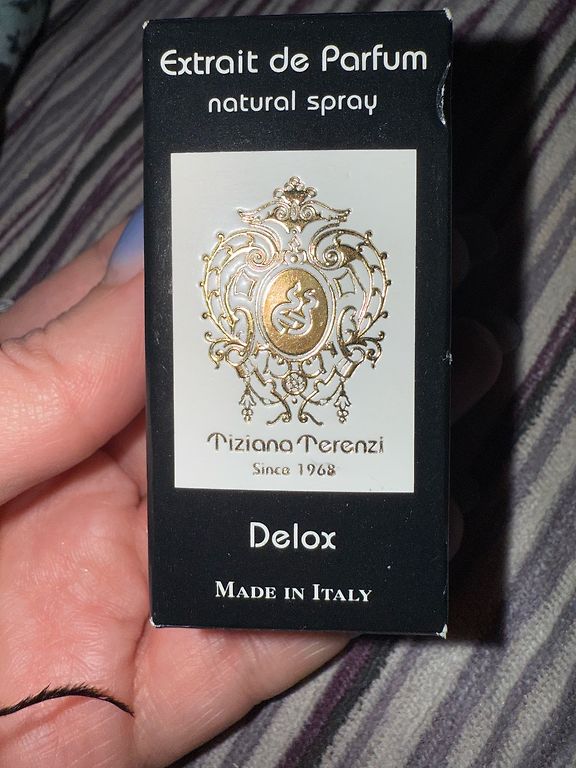 Extrait de Parfum
natural spray
Tiziana Terenzi
Since 1968
Delox
MADE IN ITALY